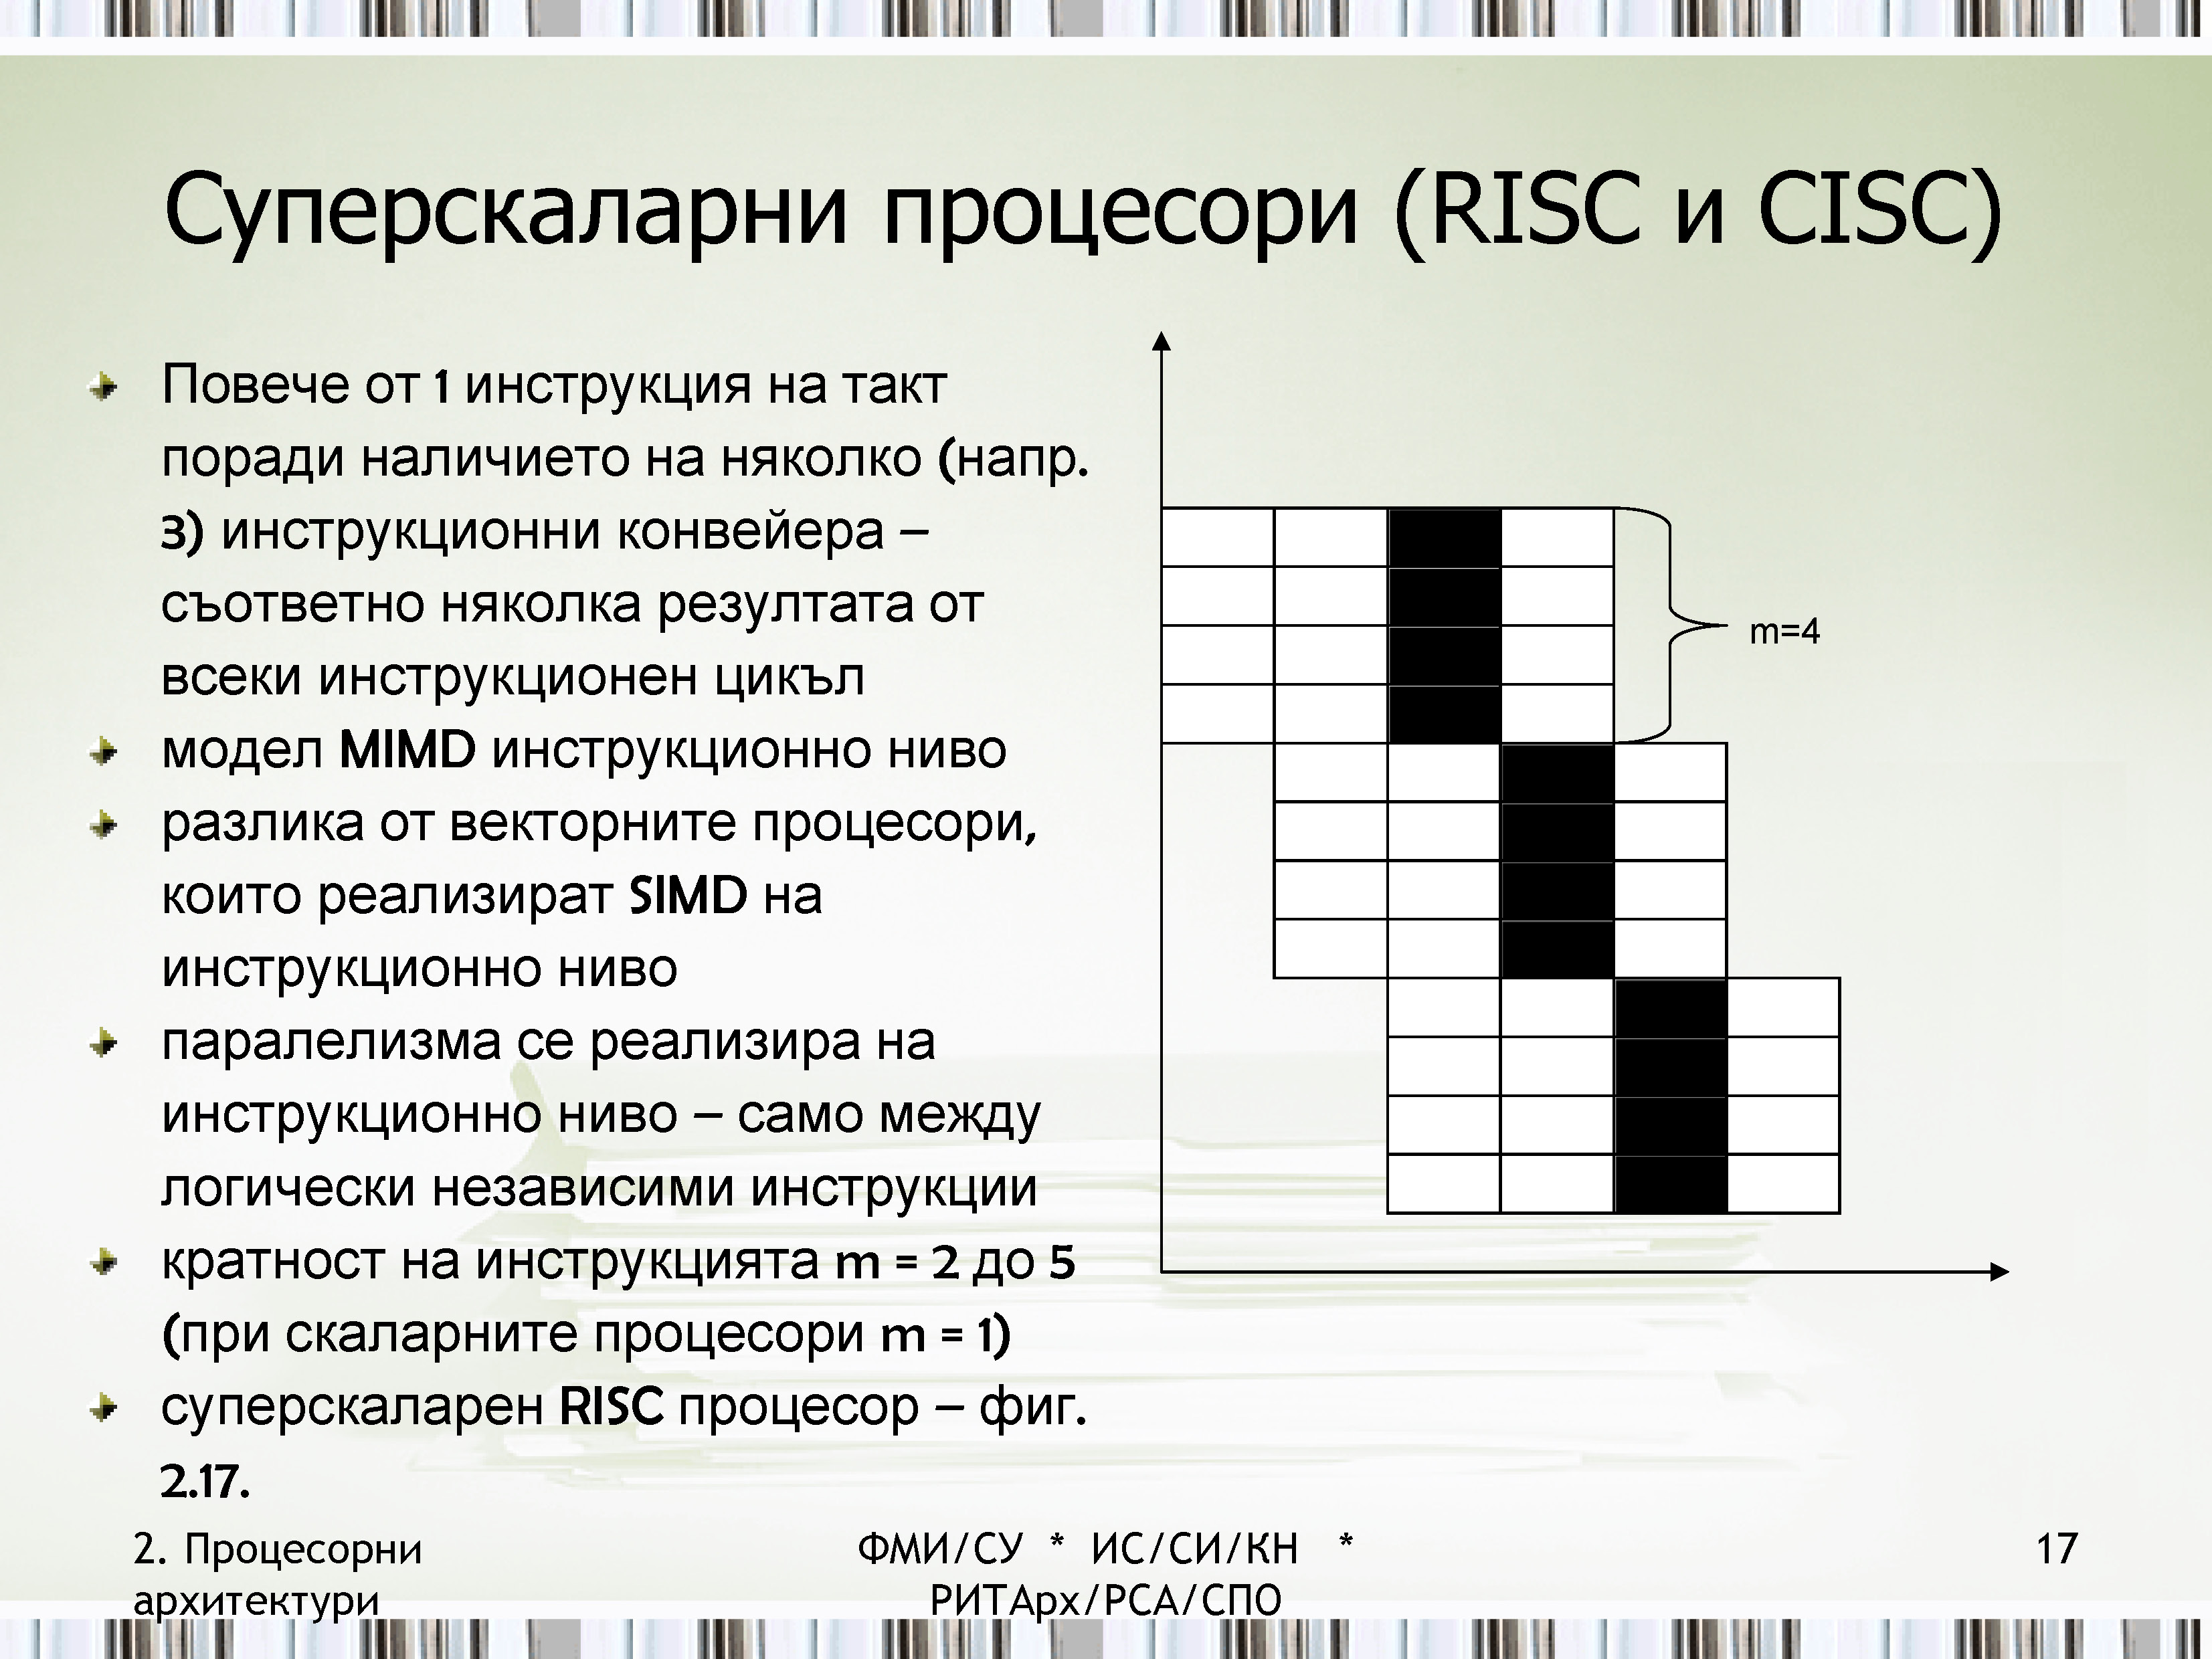 Суперскаларни процесори (RISC и CISC)
Повече от 1 инструкция на такт
поради наличието на няколко (напр.
3) инструкционни конвейера –
съответно няколка резултата от
всеки инструкционен цикъл
модел MIMD инструкционно ниво
разлика от векторните процесори,
които реализират SIMD на
инструкционно ниво
паралелизма се реализира на
инструкционно ниво – само между
логически независими инструкции
кратност на инструкцията m = 2 до 5
(при скаларните процесори m = 1)
суперскаларен RISC процесор – фиг.
2.17.
m=4
2. Процесорни
архитектури
ФМИ/СУ * ИС/СИ/КН *
РИТАрх/РСА/СПО
17